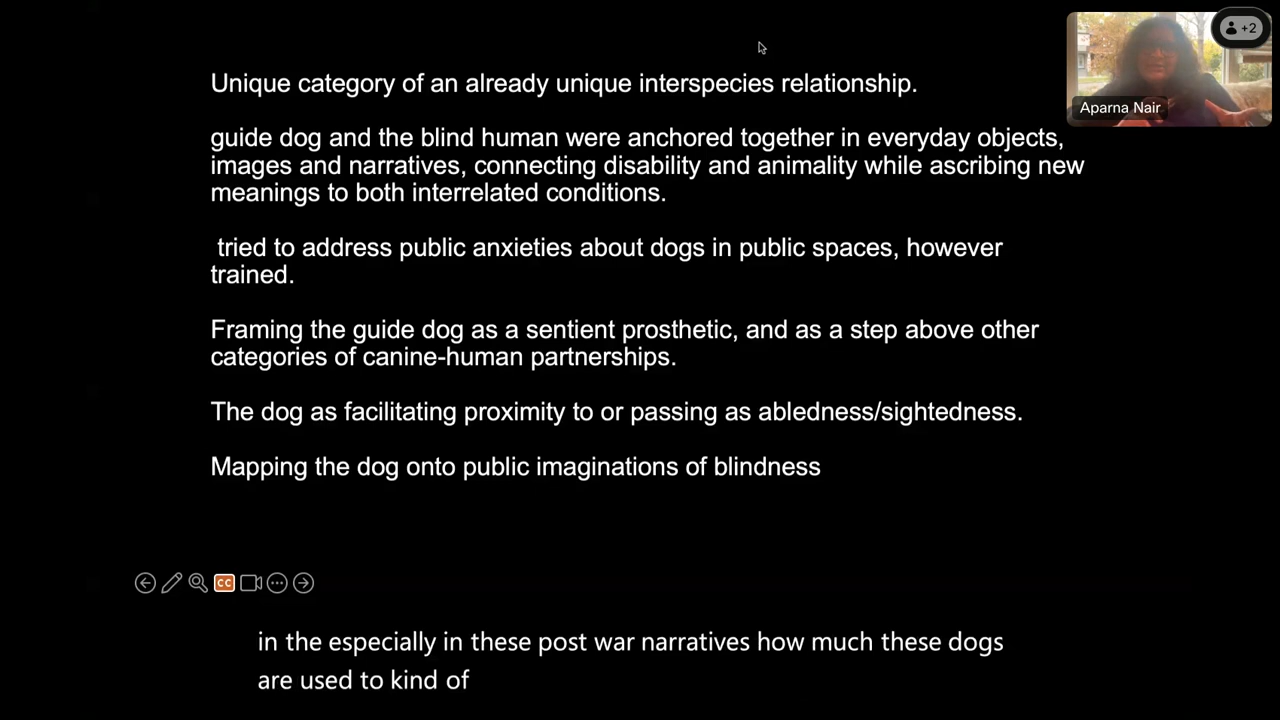 +2
Aparna Nair
Unique category of an already unique interspecies relationship.
guide dog and the blind human were anchored together in everyday objects,
images and narratives, connecting disability and animality while ascribing new
meanings to both interrelated conditions.
tried to address public anxieties about dogs in public spaces, however
trained.
Framing the guide dog as a sentient prosthetic, and as a step above other
categories of canine-human partnerships.
The dog as facilitating proximity to or passing as abledness/sightedness.
Mapping the dog onto public imaginations of blindness
CC
in the especially in these post war narratives how much these dogs
are used to kind of